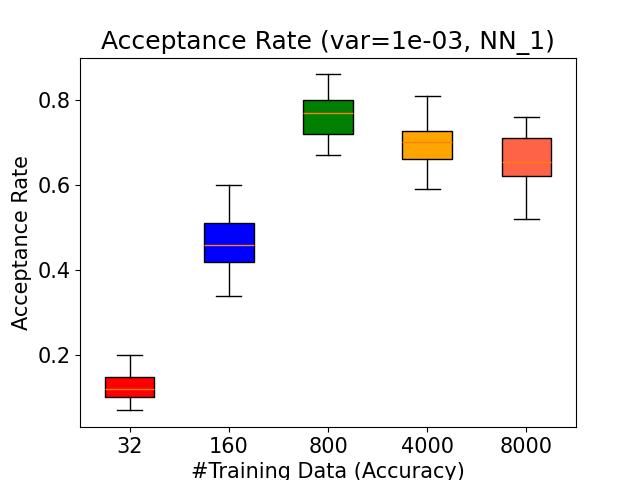 Acceptance Rate (var=1e-03, NN_1)
Acceptance Rate
0.8
0.6
0.4
0.2
32 160 800 4000 8000
#Training Data (Accuracy)